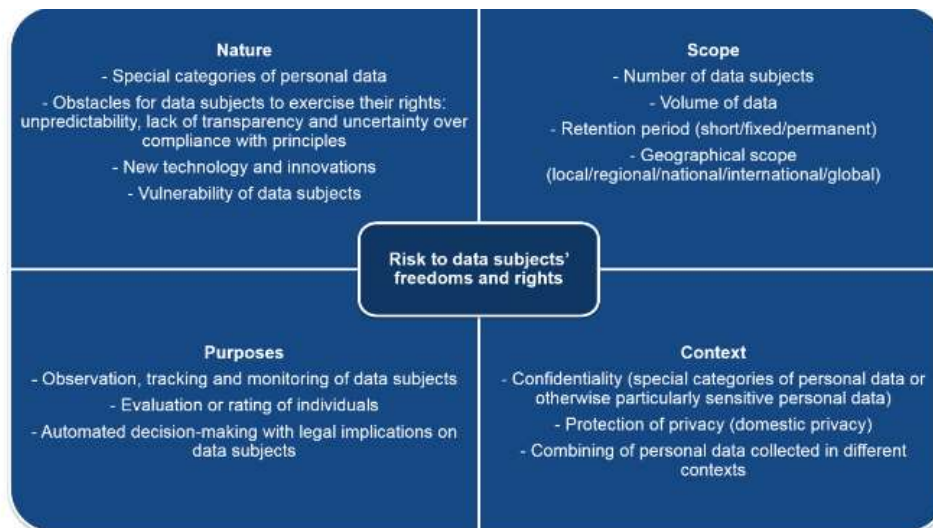 Nature
- Special categories of personal data
- Obstacles for data subjects to exercise their rights:
unpredictability, lack of transparency and uncertainty over
compliance with principles
- New technology and innovations
- Vulnerability of data subjects
Scope
- Number of data subjects
- Volume of data
- Retention period (short/fixed/permanent)
- Geographical scope
(local/regional/national/international/global)
Risk to data subjects'
freedoms and rights
Purposes
- Observation, tracking and monitoring of data subjects
- Evaluation or rating of individuals
- Automated decision-making with legal implications on
data subjects
Context
- Confidentiality (special categories of personal data or
otherwise particularly sensitive personal data)
- Protection of privacy (domestic privacy)
- Combining of personal data collected in different
contexts